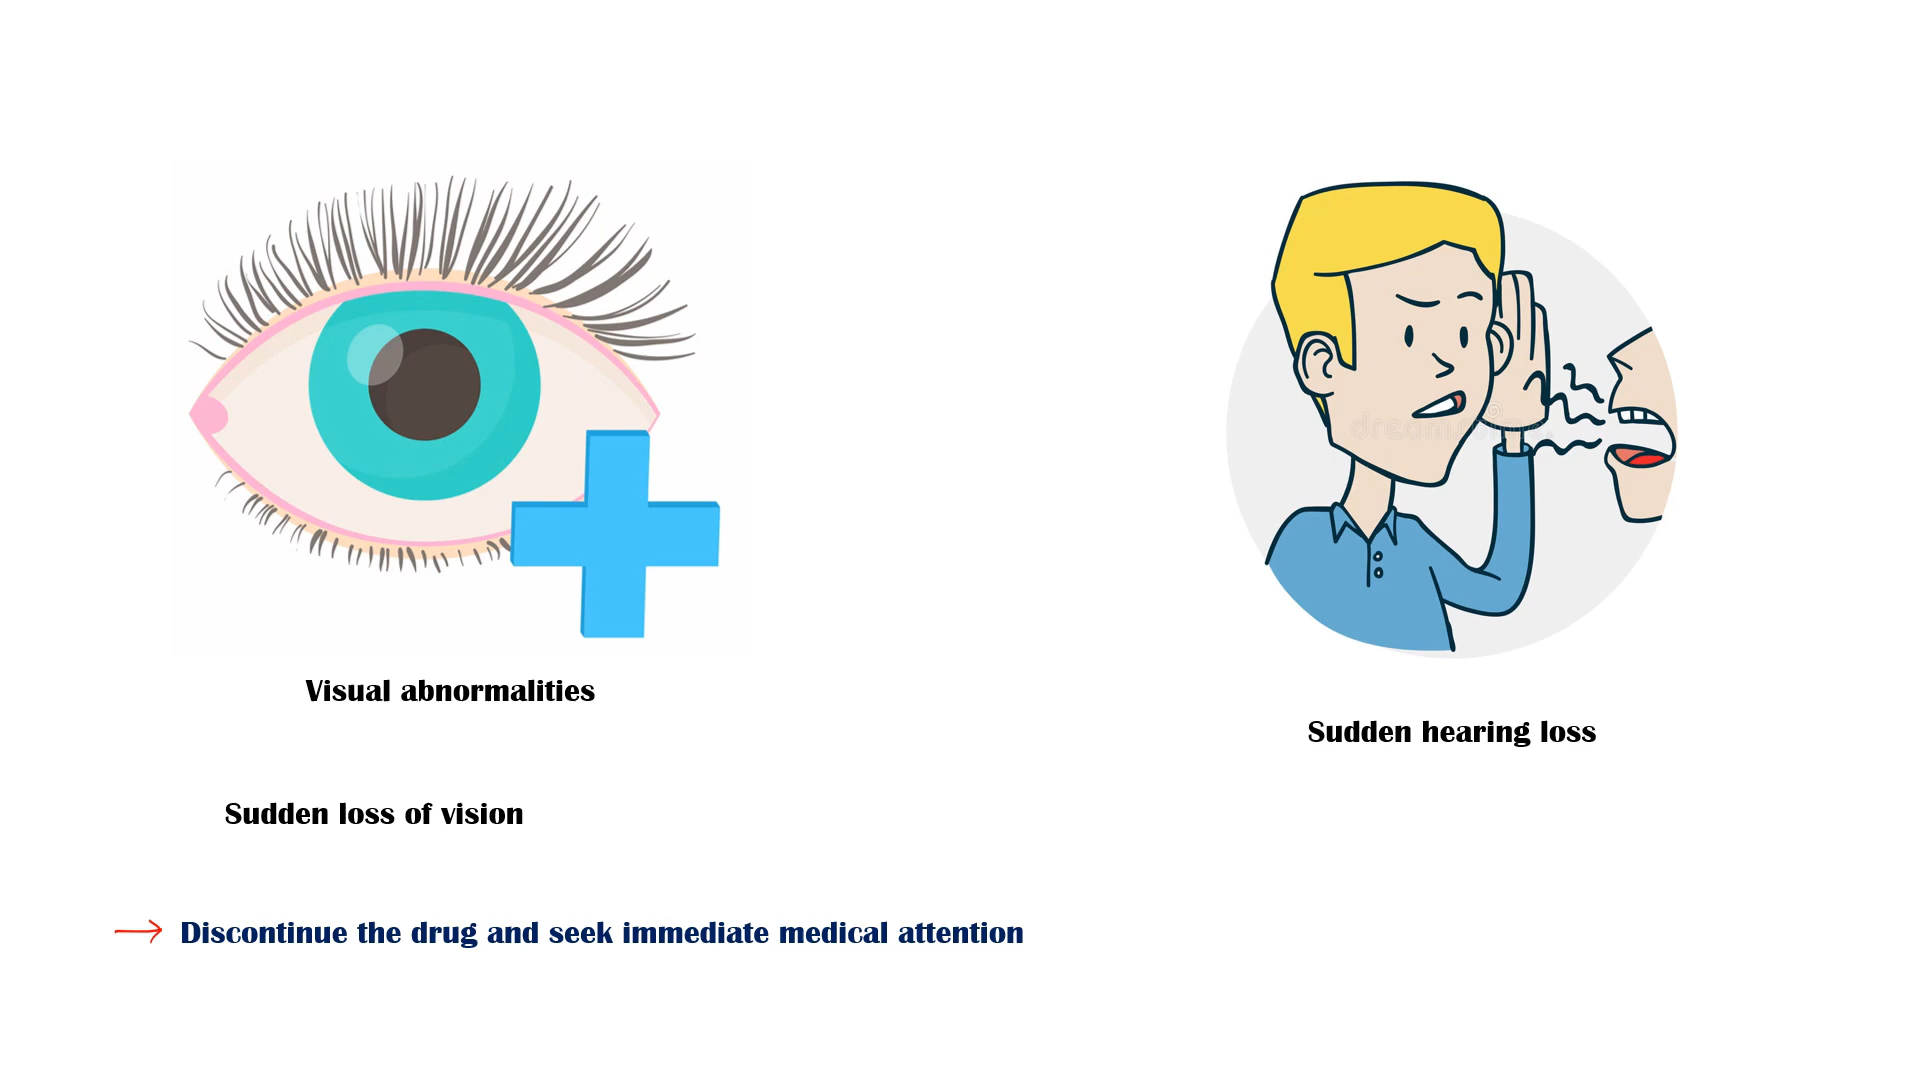 Visual abnormalities
Sudden hearing loss
Sudden loss of vision
Discontinue the drug and seek immediate medical attention